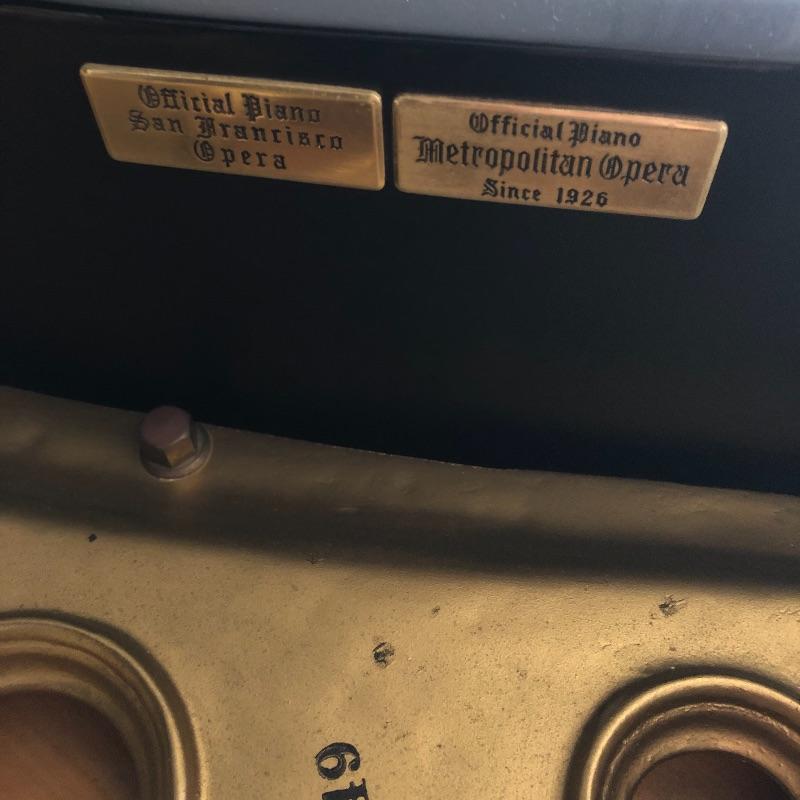 Official Piano
San Francisco
Opera
Official Piano
Metropolitan Opera
Since 1926